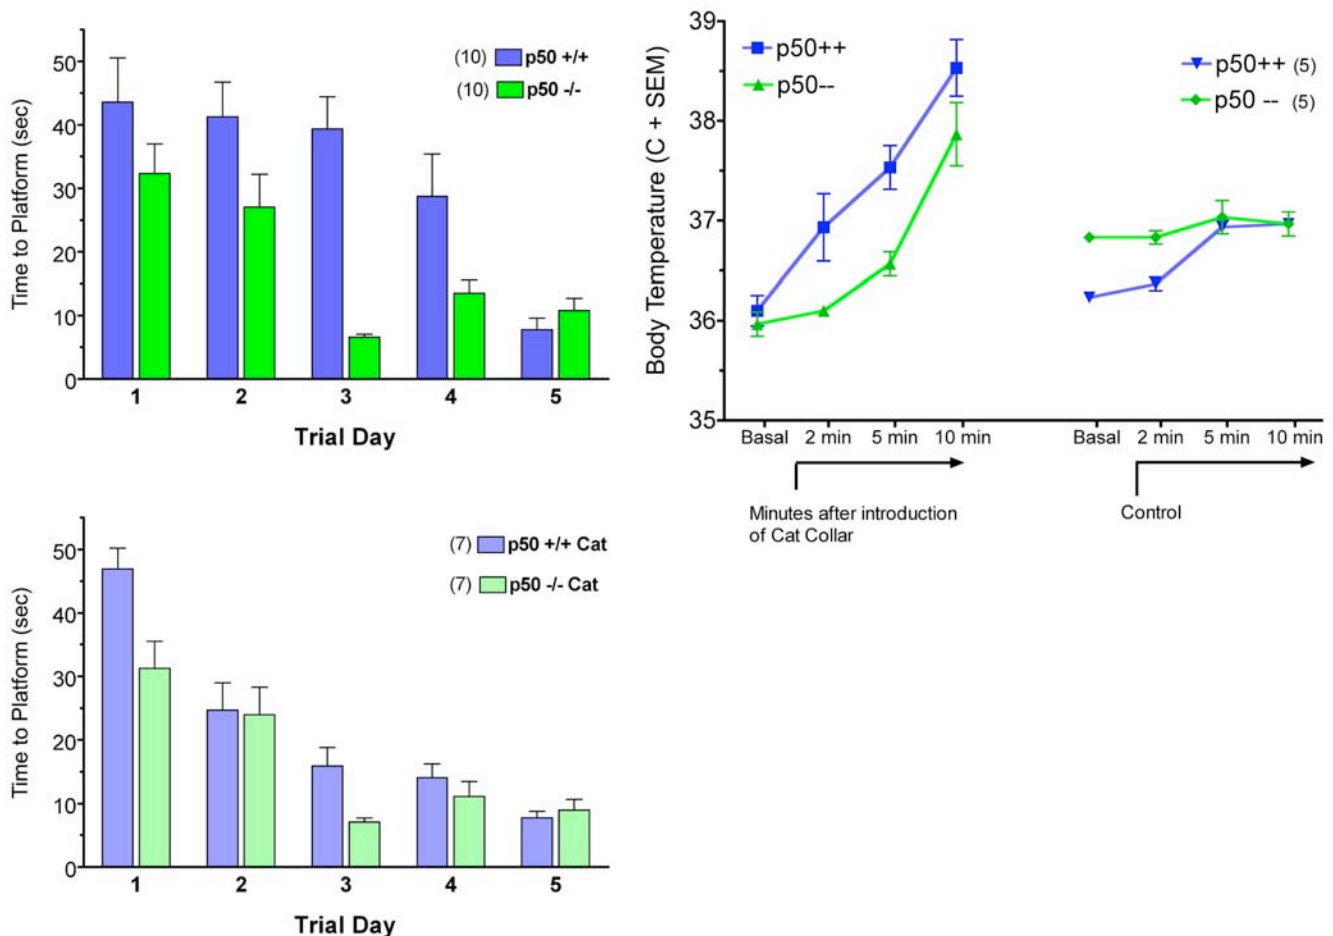 Time to Platform (sec)
50
40
30
20
10
0
(10) p50 +/+
(10) p50 -/-
1 2 3 4 5
Trial Day
Body Temperature (C + SEM)
39
38
37
36
35
p50++
p50--
p50++ (5)
p50 -- (5)
Basal 2 min 5 min 10 min
Basal 2 min 5 min 10 min
Minutes after introduction
of Cat Collar
Control
Time to Platform (sec)
50
40
30
20
10
0
(7) p50 +/+ Cat
(7) p50 -/- Cat
1 2 3 4 5
Trial Day